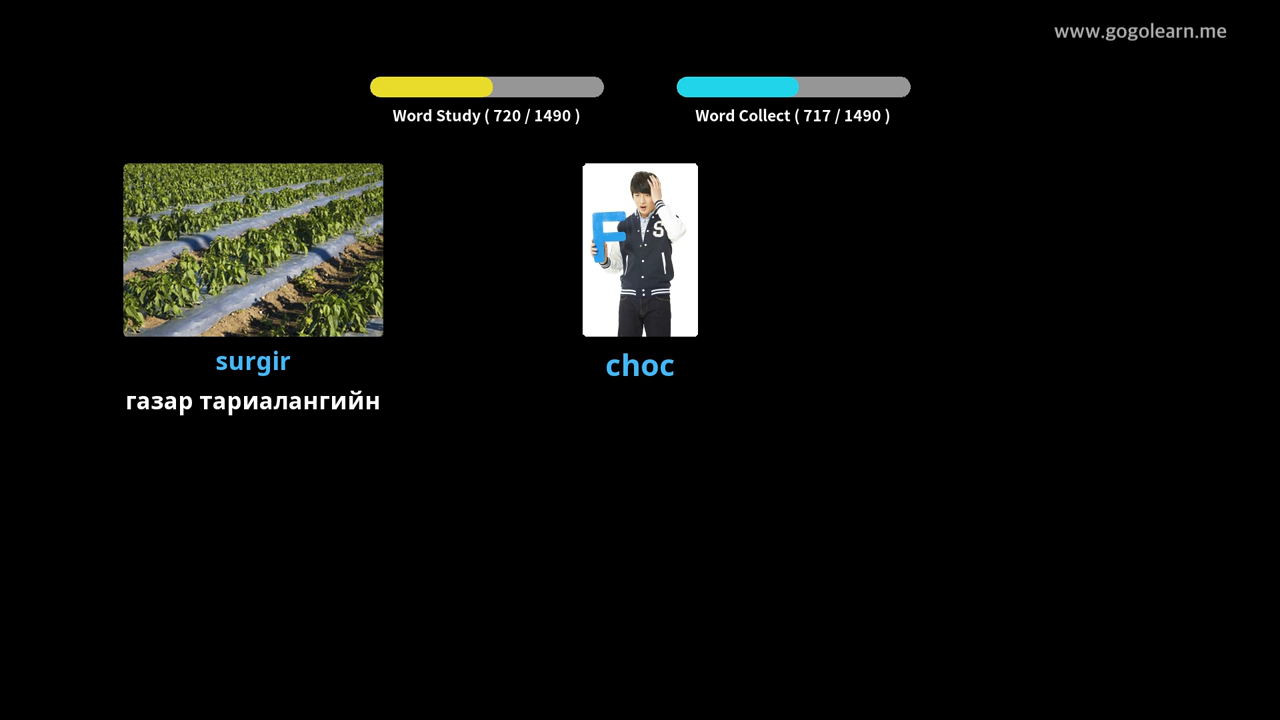 www.gogolearn.me
Word Study ( 720 / 1490 )
Word Collect ( 717 / 1490 )
F
S
surgir
газар тариалангийн
choc